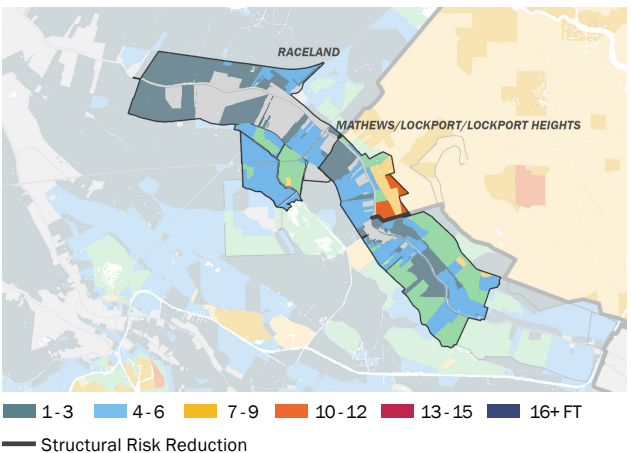 RACELAND
MATHEWS/LOCKPORT/LOCKPORT HEIGHTS
1-3 4-6 7-9 10-12 13-15 16+ FT
Structural Risk Reduction